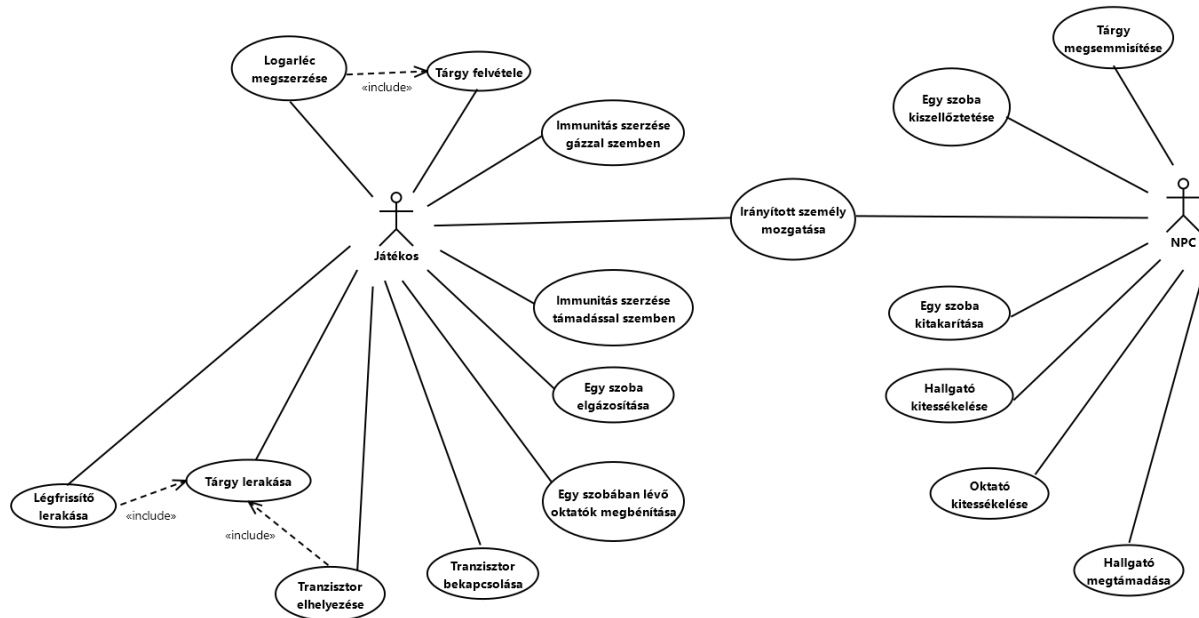 Logarléc
megszerzése
«include»
Tárgy felvétele
Immunitás szerzése
gázzal szemben
Tárgy
megsemmisítése
Egy szoba
kiszellőztetése
Irányított személy
mozgatása
Játékos
NPC
Immunitás szerzése
támadással szemben
Egy szoba
elgázosítása
Egy szobában lévő
oktatók megbénítása
Tranzisztor
bekapcsolása
Tárgy lerakása
Légfrissítő
lerakása
«include»
«include»
Tranzisztor
elhelyezése
Egy szoba
kitakarítása
Hallgató
kitessékelése
Oktató
kitessékelése
Hallgató
megtámadása